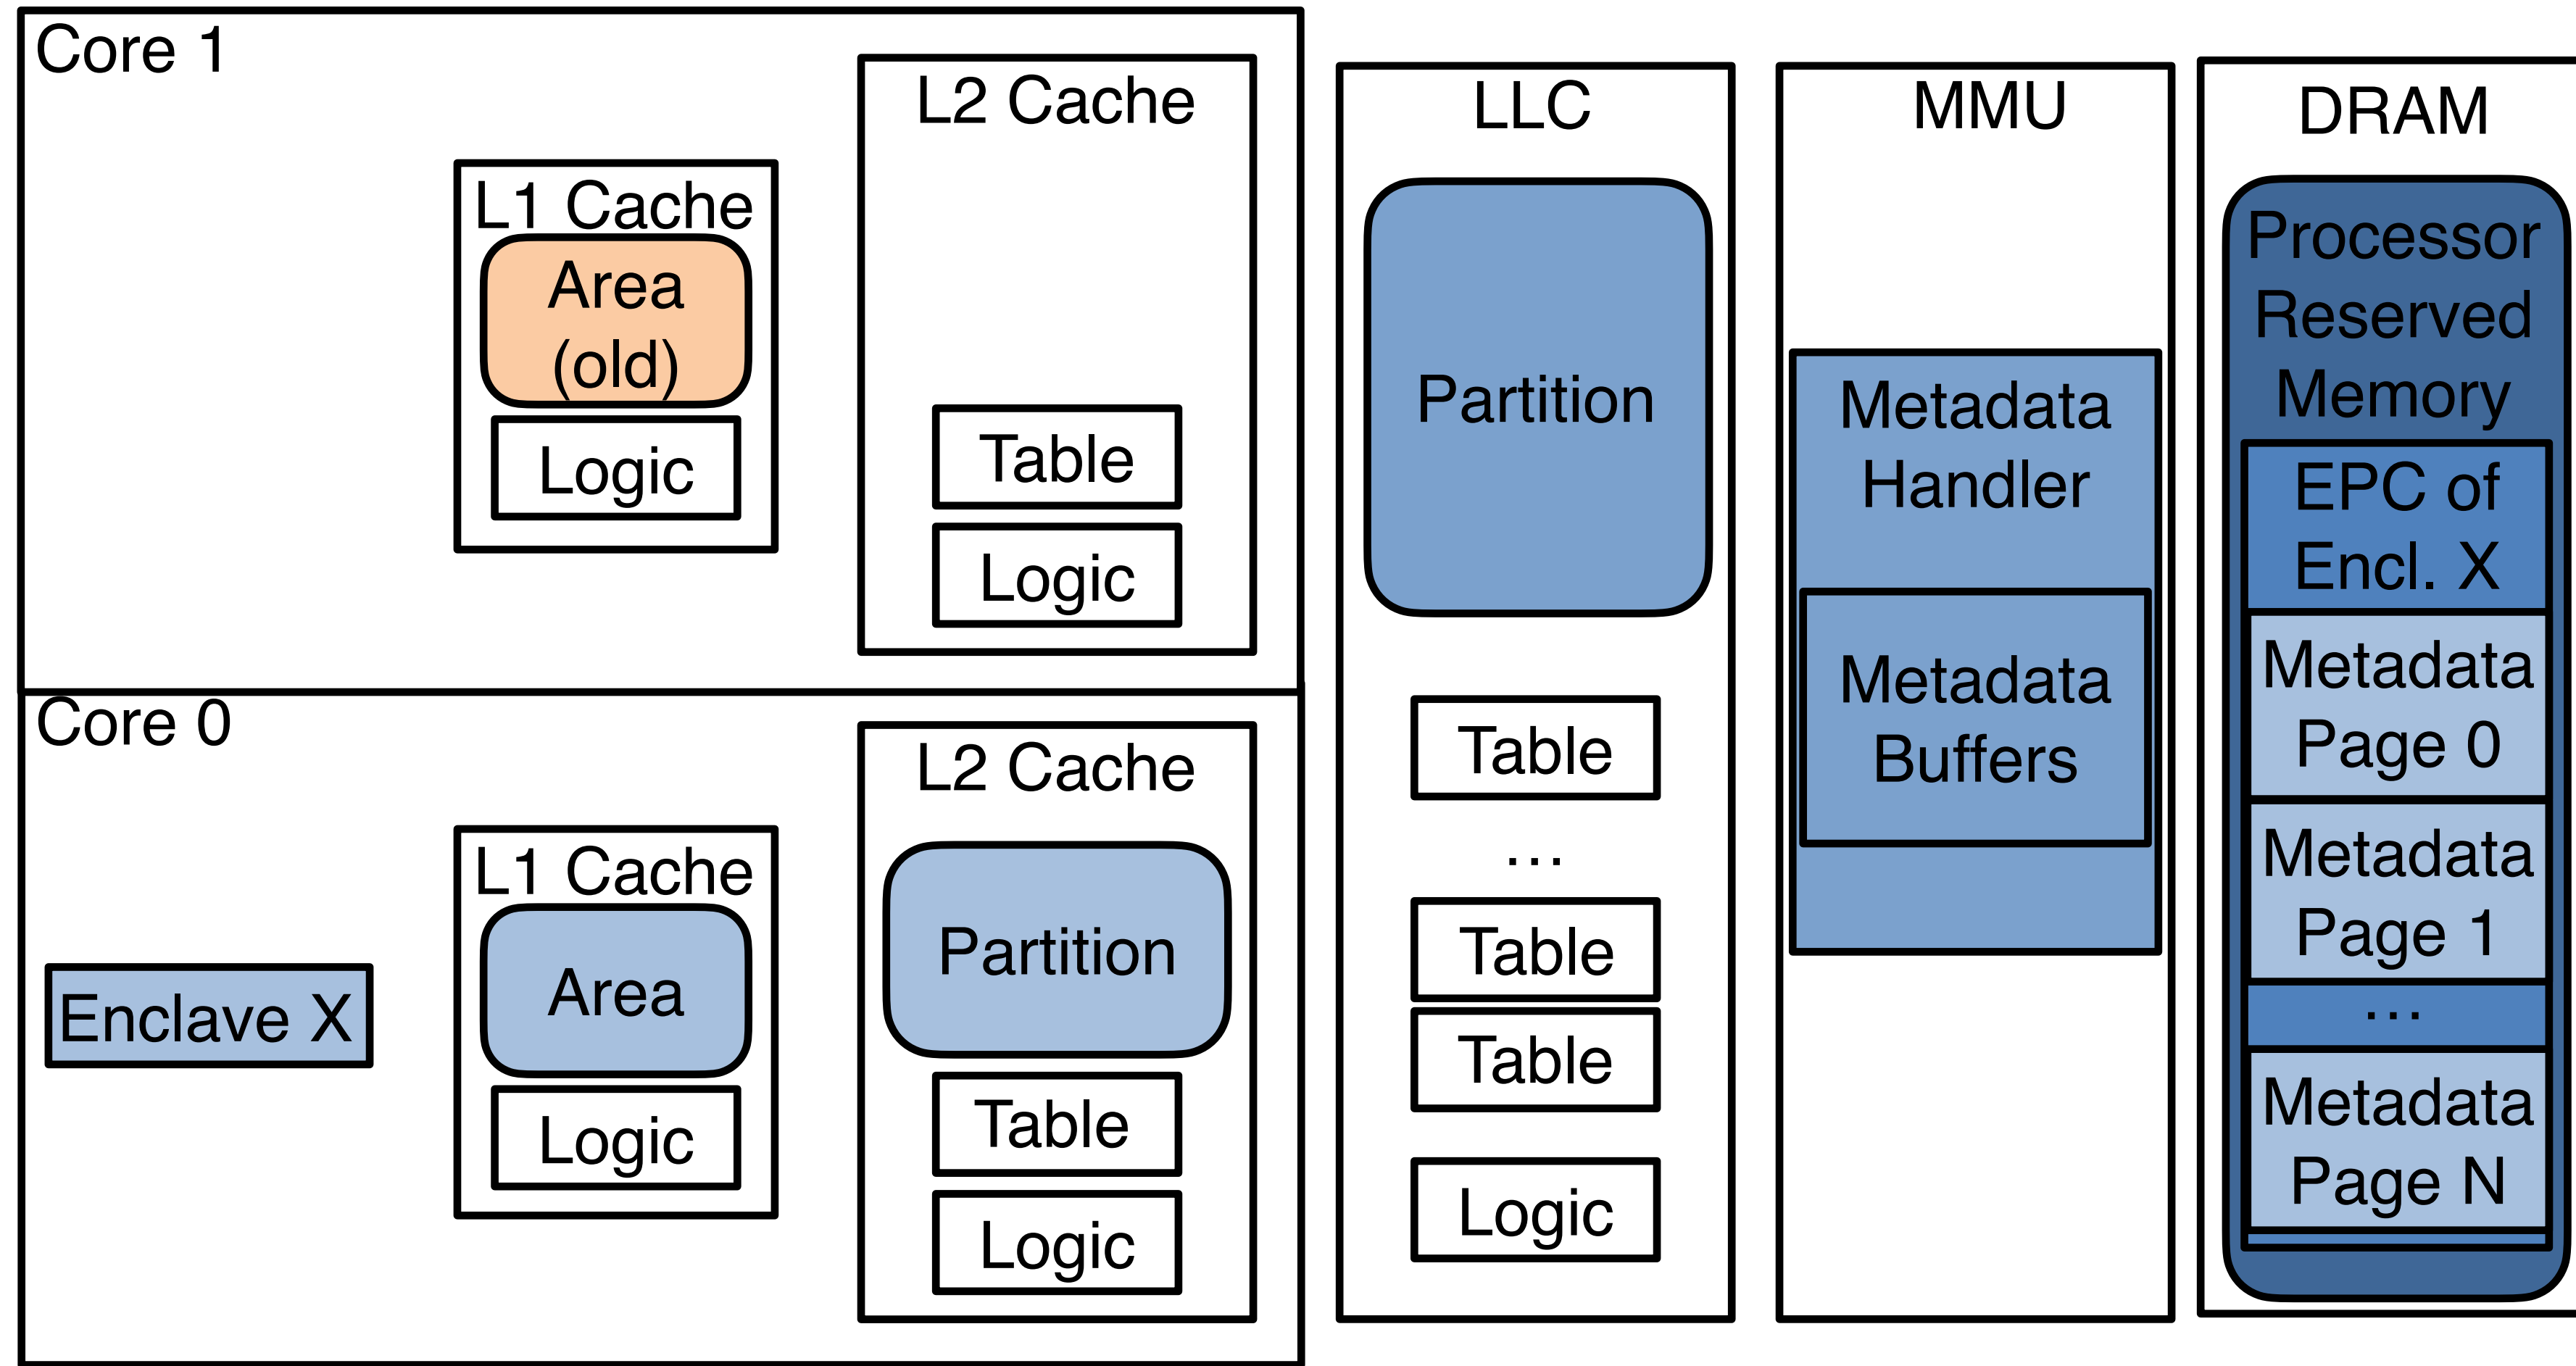 Core 1
L1 Cache
Area
(old)
Logic
L2 Cache
Table
Logic
Core 0
Enclave X
L1 Cache
Area
Logic
L2 Cache
Partition
Table
Logic
LLC
Partition
Table
...
Table
Table
Logic
MMU
Metadata
Handler
Metadata
Buffers
DRAM
Processor
Reserved
Memory
EPC of
Encl. X
Metadata
Page 0
Metadata
Page 1
...
Metadata
Page N